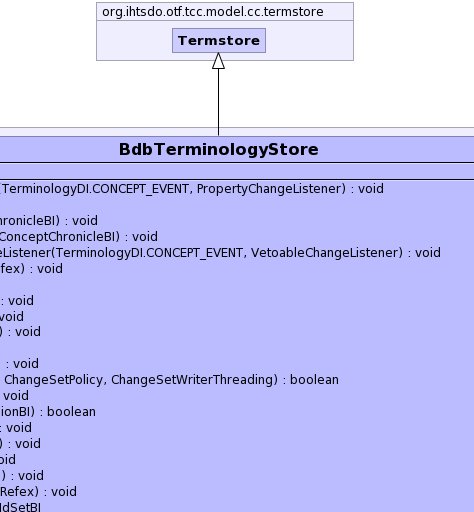 org.ihtsdo.otf.tcc.model.cc.termstore
Termstore
BdbTerminologyStore
(TerminologyDI.CONCEPT_EVENT, PropertyChangeListener) : void
hronicleBI) : void
ConceptChronicleBI) : void
eListener(TerminologyDI.CONCEPT_EVENT, VetoableChangeListener) : void
efex) : void
: void
void
) : void
) : void
, ChangeSetPolicy, ChangeSetWriterThreading) : boolean
void
ionBI) : boolean
: void
) : void
void
) : void
Refex) : void
IdSetBI